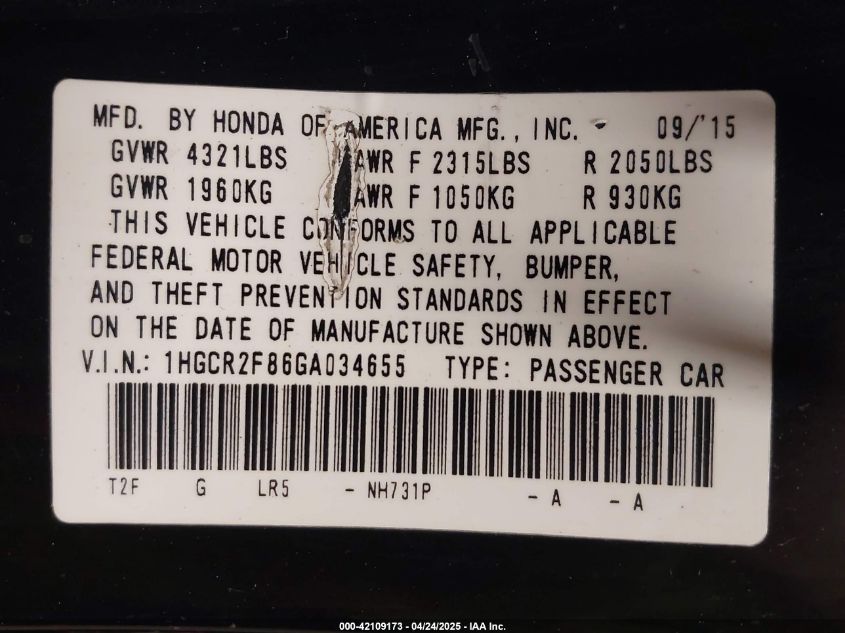 MFD. BY HONDA OF AMERICA MFG., INC. 09/'15
GVWR 4321LBS GAWR F 2315LBS R 2050LBS
GVWR 1960KG GAWR F 1050KG R 930KG
THIS VEHICLE CONFORMS TO ALL APPLICABLE
FEDERAL MOTOR VEHICLE SAFETY, BUMPER,
AND THEFT PREVENTION STANDARDS IN EFFECT
ON THE DATE OF MANUFACTURE SHOWN ABOVE.
V.I.N.: 1HGCR2F86GA034655 TYPE: PASSENGER CAR
T2F G LR5 - NH731P - A - A
000-42109173 - 04/24/2025 - IAA Inc.